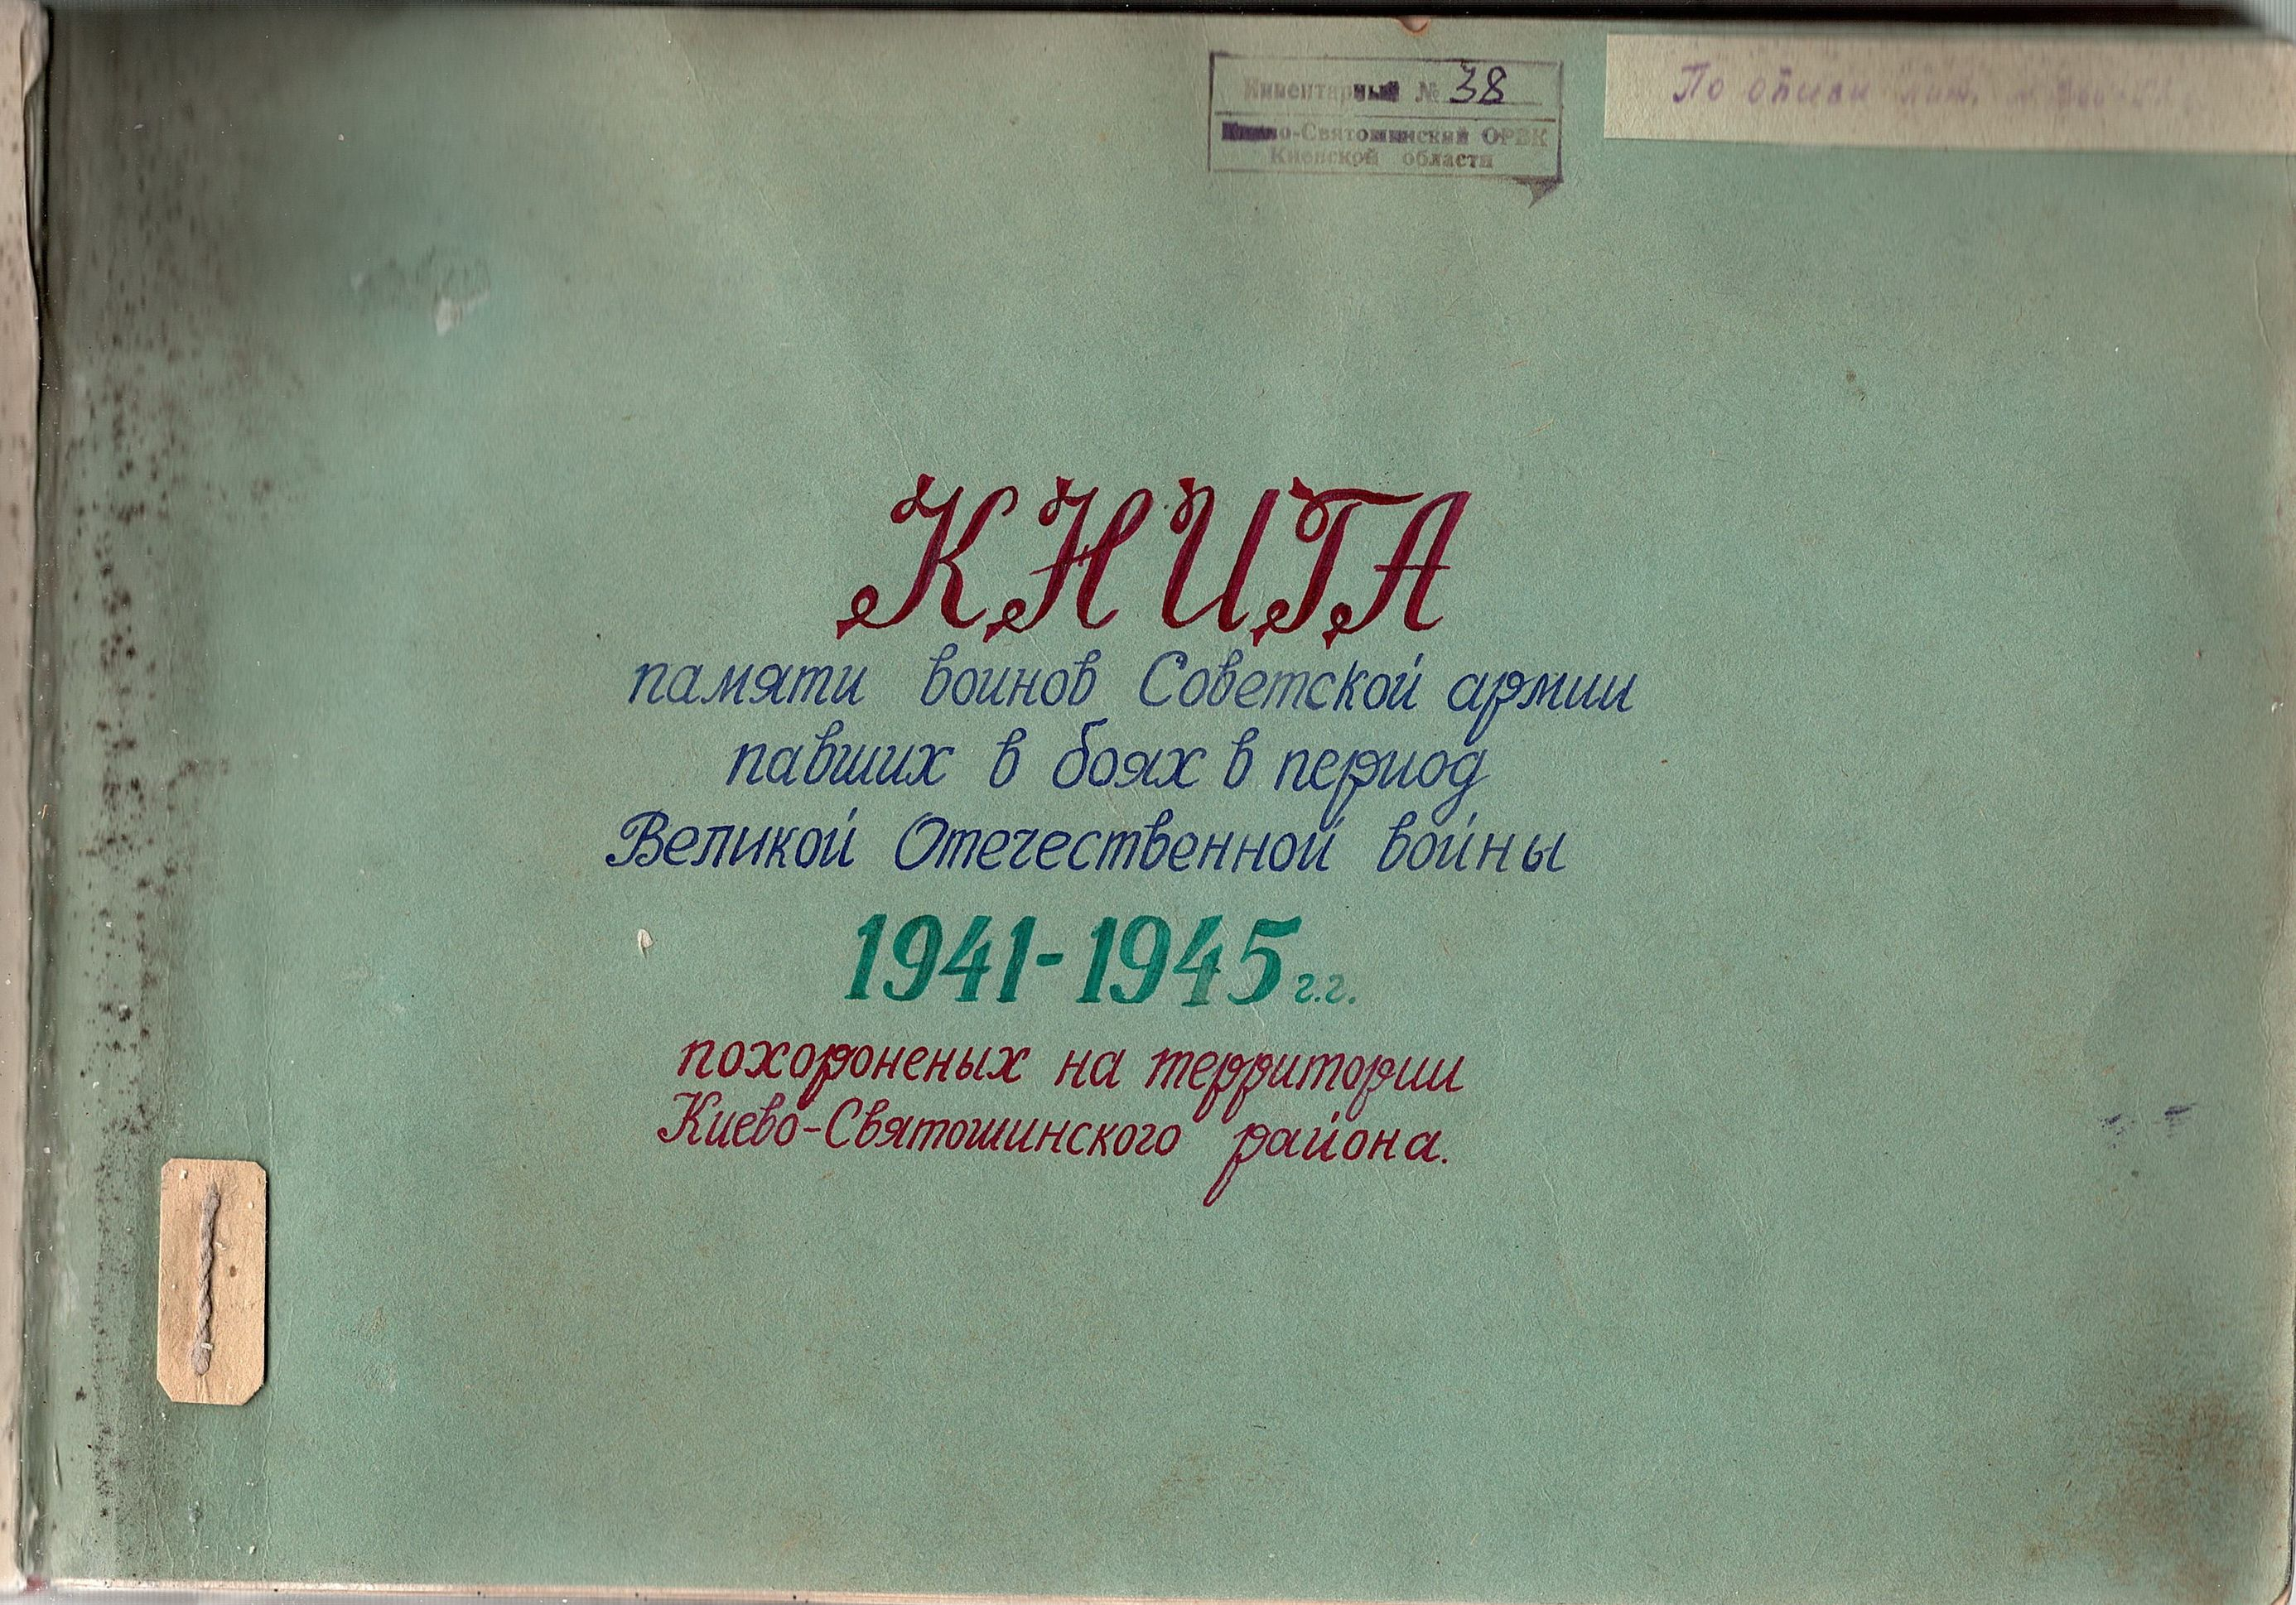 Инвентарный № 38
Киево-Святошинский ОРВК
Киевской области
По описи
КНИГА
памяти воинов Советской армии
павших в боях в период
Великой Отечественной войны
1941-1945 г.г.
похороненых на территории
Киево-Святошинского района.